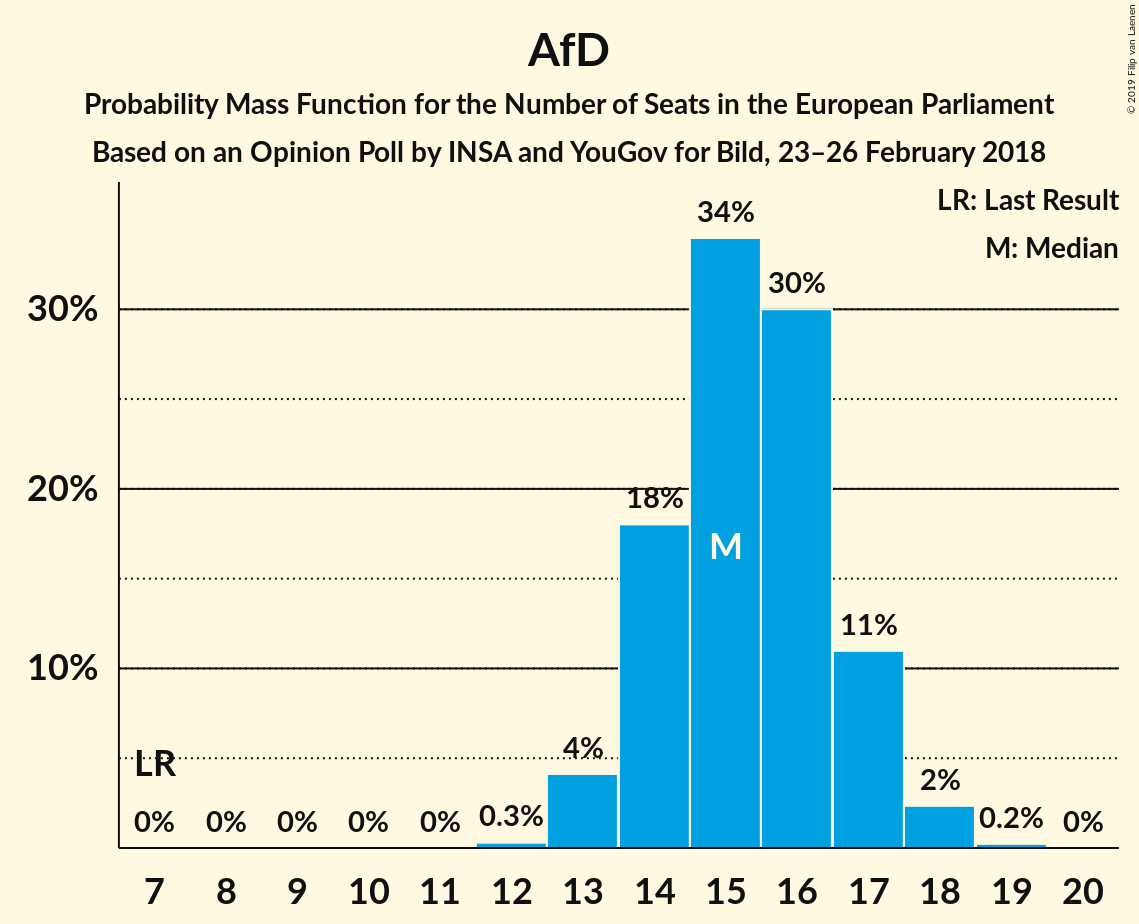 AfD
Probability Mass Function for the Number of Seats in the European Parliament
Based on an Opinion Poll by INSA and YouGov for Bild, 23–26 February 2018
© 2019 Filip van Laenen
LR: Last Result
M: Median
30%
20%
10%
LR
0%
0%
0%
0%
0%
0.3%
4%
18%
34%
M
30%
11%
2%
0.2%
0%
7 8 9 10 11 12 13 14 15 16 17 18 19 20